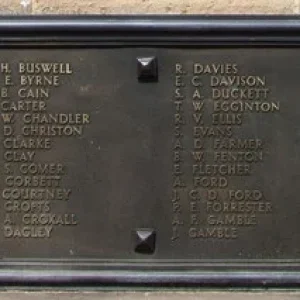 H. BUSWELL
E. BYRNE
B. CAIN
CARTER
W. CHANDLER
D. CHRISTON
CLARKE
CLAY
S. COMER
CORBETT
COURTNEY
CROFTS
A. CROXALL
DAGLEY
R. DAVIES
E. C. DAVISON
S. A. DUCKETT
T. W. EGGINTON
R. V. ELLIS
S. EVANS
A. D. FARMER
B. W. FENTON
E. FLETCHER
A. FORD
J. C. D. FORD
P. E. FORRESTER
A. F. GAMBLE
J. GAMBLE